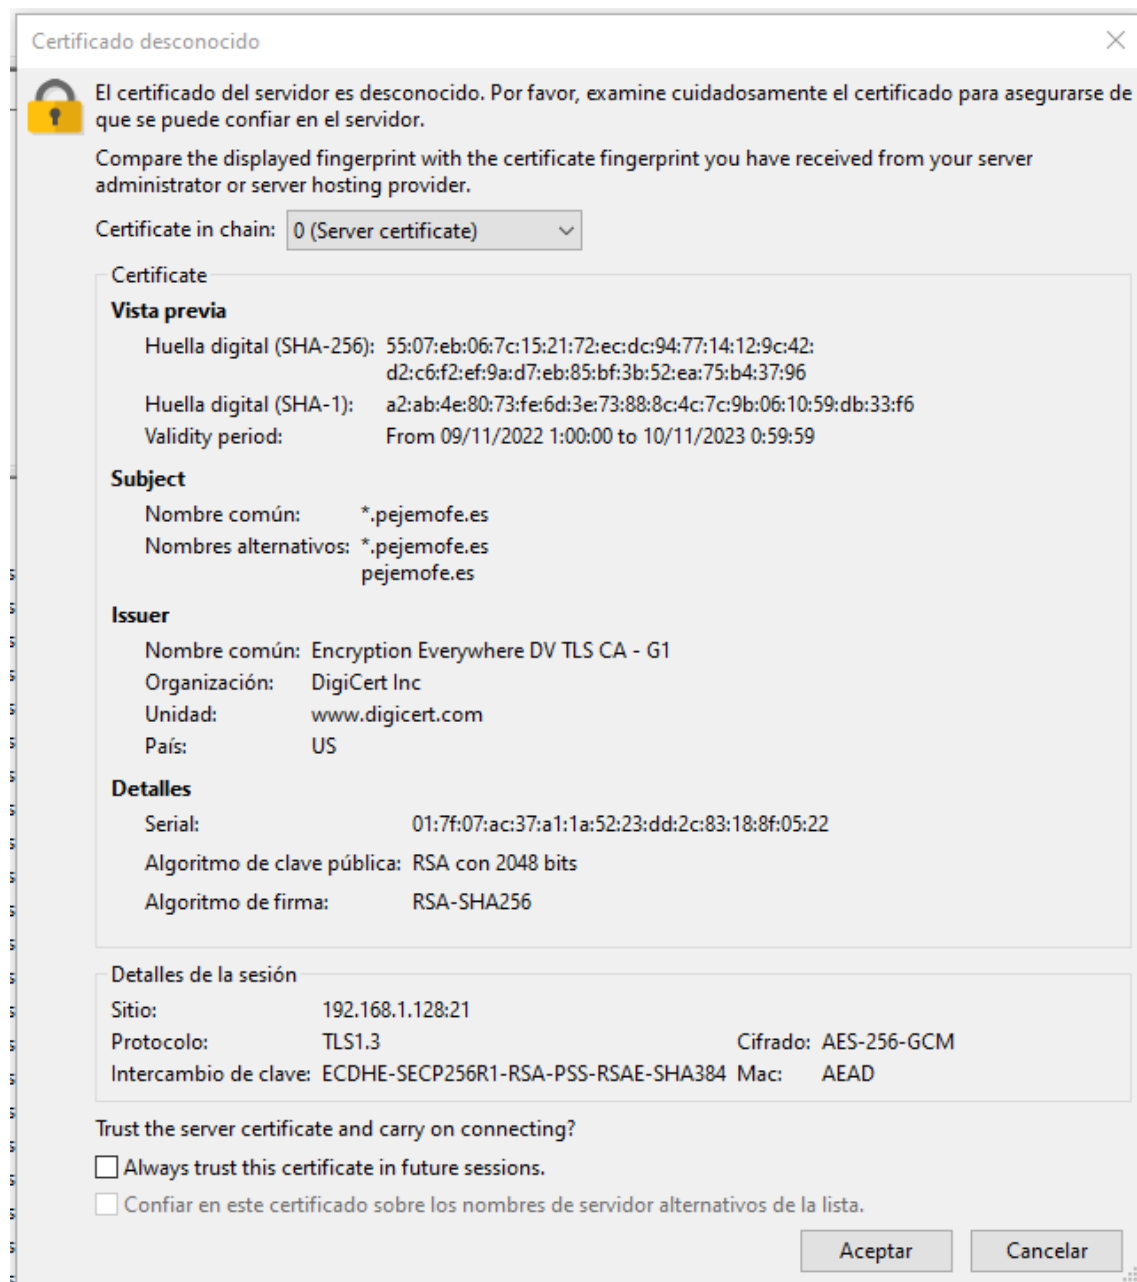 Certificado desconocido
El certificado del servidor es desconocido. Por favor, examine cuidadosamente el certificado para asegurarse de
que se puede confiar en el servidor.
Compare the displayed fingerprint with the certificate fingerprint you have received from your server
administrator or server hosting provider.
Certificate in chain: 0 (Server certificate)
Certificate
Vista previa
Huella digital (SHA-256): 55:07:eb:06:7c:15:21:72:ec:dc:94:77:14:12:9c:42:
d2:c6:f2:ef:9a:d7:eb:85:bf:3b:52:ea:75:b4:37:96
Huella digital (SHA-1): a2:ab:4e:80:73:fe:6d:3e:73:88:8c:4c:7c:9b:06:10:59:db:33:f6
Validity period: From 09/11/2022 1:00:00 to 10/11/2023 0:59:59
Subject
Nombre común: *.pejemofe.es
Nombres alternativos: *.pejemofe.es
pejemofe.es
Issuer
Nombre común: Encryption Everywhere DV TLS CA - G1
Organización: DigiCert Inc
Unidad: www.digicert.com
País: US
Detalles
Serial: 01:7f:07:ac:37:a1:1a:52:23:dd:2c:83:18:8f:05:22
Algoritmo de clave pública: RSA con 2048 bits
Algoritmo de firma: RSA-SHA256
Detalles de la sesión
Sitio: 192.168.1.128:21
Protocolo: TLS1.3 Cifrado: AES-256-GCM
Intercambio de clave: ECDHE-SECP256R1-RSA-PSS-RSAE-SHA384 Mac: AEAD
Trust the server certificate and carry on connecting?
Always trust this certificate in future sessions.
Confiar en este certificado sobre los nombres de servidor alternativos de la lista.
Aceptar Cancelar